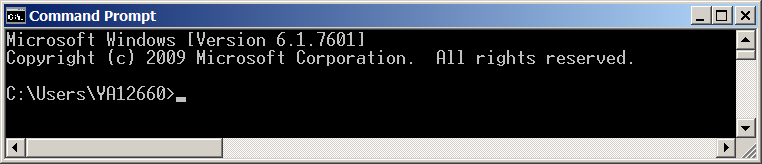 Command Prompt
Microsoft Windows [Version 6.1.7601]
Copyright (c) 2009 Microsoft Corporation.  All rights reserved.
C:\Users\YA12660>_